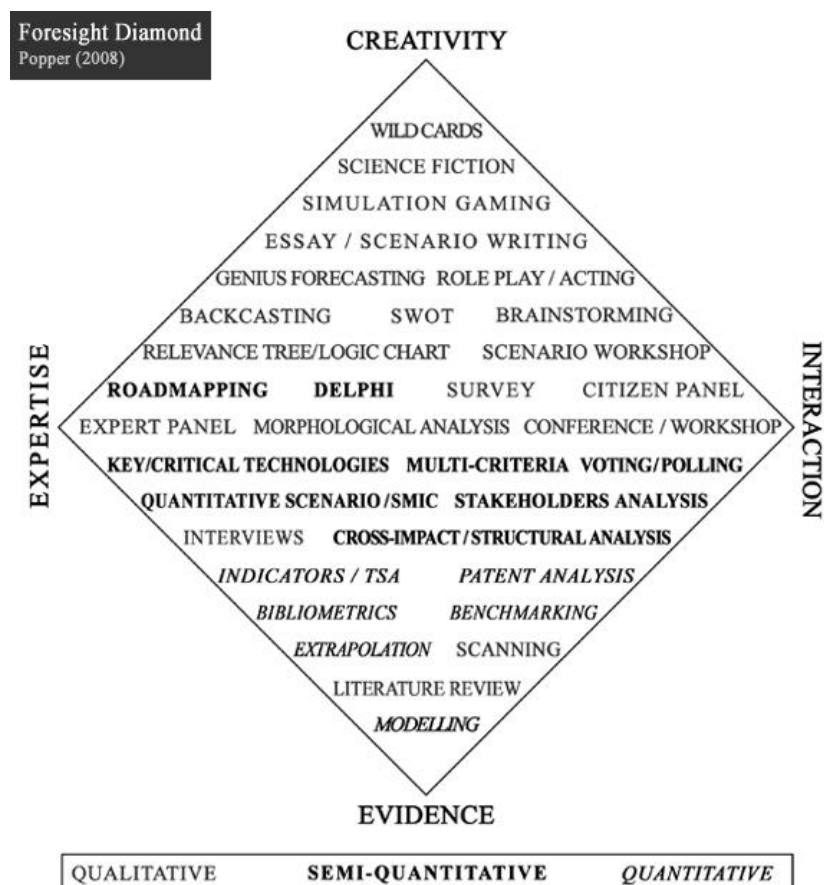 Foresight Diamond
Popper (2008)
CREATIVITY
WILD CARDS
SCIENCE FICTION
SIMULATION GAMING
ESSAY / SCENARIO WRITING
GENIUS FORECASTING ROLE PLAY / ACTING
BACKCASTING SWOT BRAINSTORMING
RELEVANCE TREE/LOGIC CHART SCENARIO WORKSHOP
ROADMAPPING DELPHI SURVEY CITIZEN PANEL
EXPERTISE
EXPERT PANEL MORPHOLOGICAL ANALYSIS CONFERENCE / WORKSHOP
INTERACTION
KEY/CRITICAL TECHNOLOGIES MULTI-CRITERIA VOTING/POLLING
QUANTITATIVE SCENARIO/SMIC STAKEHOLDERS ANALYSIS
INTERVIEWS CROSS-IMPACT/STRUCTURAL ANALYSIS
INDICATORS / TSA PATENT ANALYSIS
BIBLIOMETRICS BENCHMARKING
EXTRAPOLATION SCANNING
LITERATURE REVIEW
MODELLING
EVIDENCE
QUALITATIVE SEMI-QUANTITATIVE QUANTITATIVE